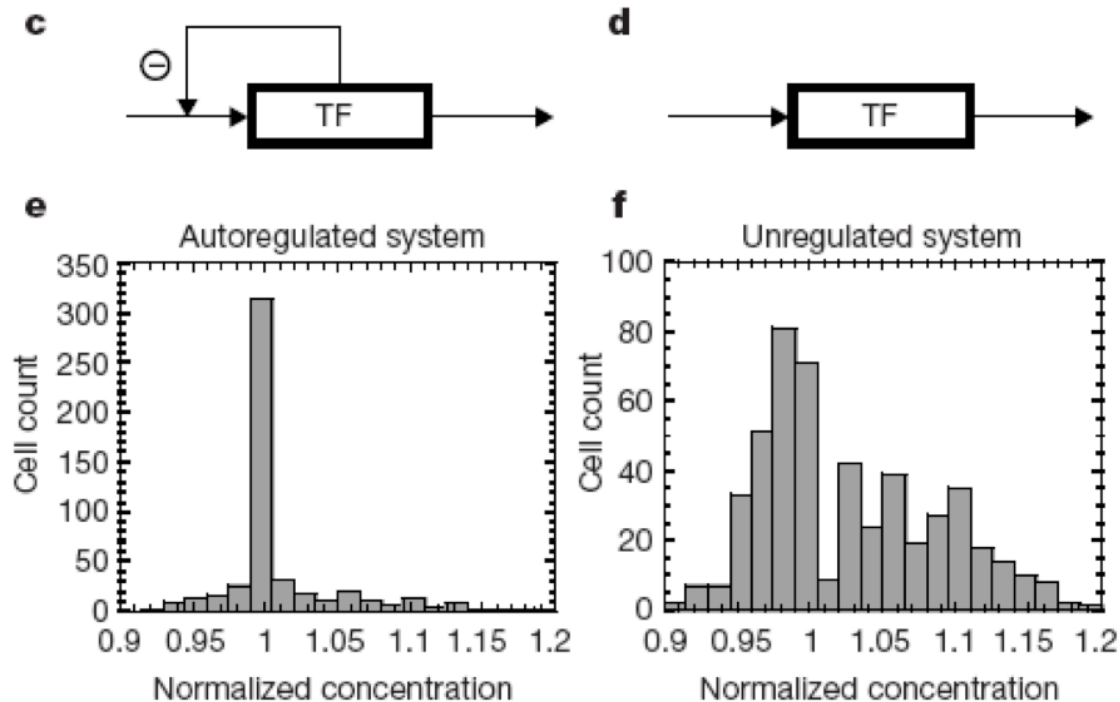 c
d
⊖
TF
TF
e
f
Autoregulated system
Unregulated system
350
300
250
200
150
100
50
0
Cell count
0.9 0.95 1 1.05 1.1 1.15 1.2
Normalized concentration
100
80
60
40
20
0
Cell count
0.9 0.95 1 1.05 1.1 1.15 1.2
Normalized concentration